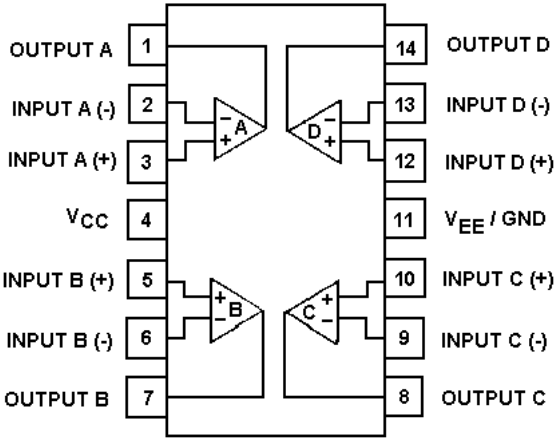 OUTPUT A 1 14 OUTPUT D
INPUT A (-) 2 13 INPUT D (-)
− A D −
+ +
INPUT A (+) 3 12 INPUT D (+)
VCC 4 11 VEE / GND
INPUT B (+) 5 10 INPUT C (+)
+ B C +
− −
INPUT B (-) 6 9 INPUT C (-)
OUTPUT B 7 8 OUTPUT C